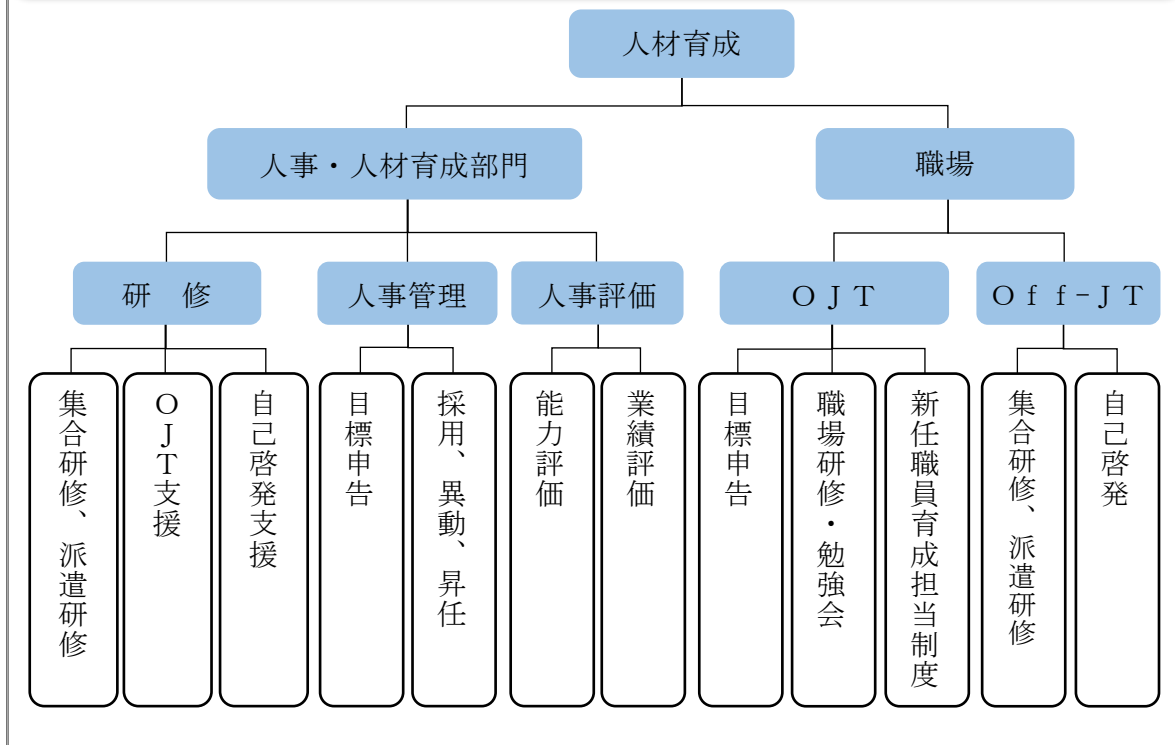 人材育成
人事・人材育成部門
職場
研　修
人事管理
人事評価
ＯＪＴ
Ｏｆｆ-ＪＴ
集合研修、派遣研修
ＯＪＴ支援
自己啓発支援
目標申告
採用、異動、昇任
能力評価
業績評価
目標申告
職場研修・勉強会
新任職員育成担当制度
集合研修、派遣研修
自己啓発